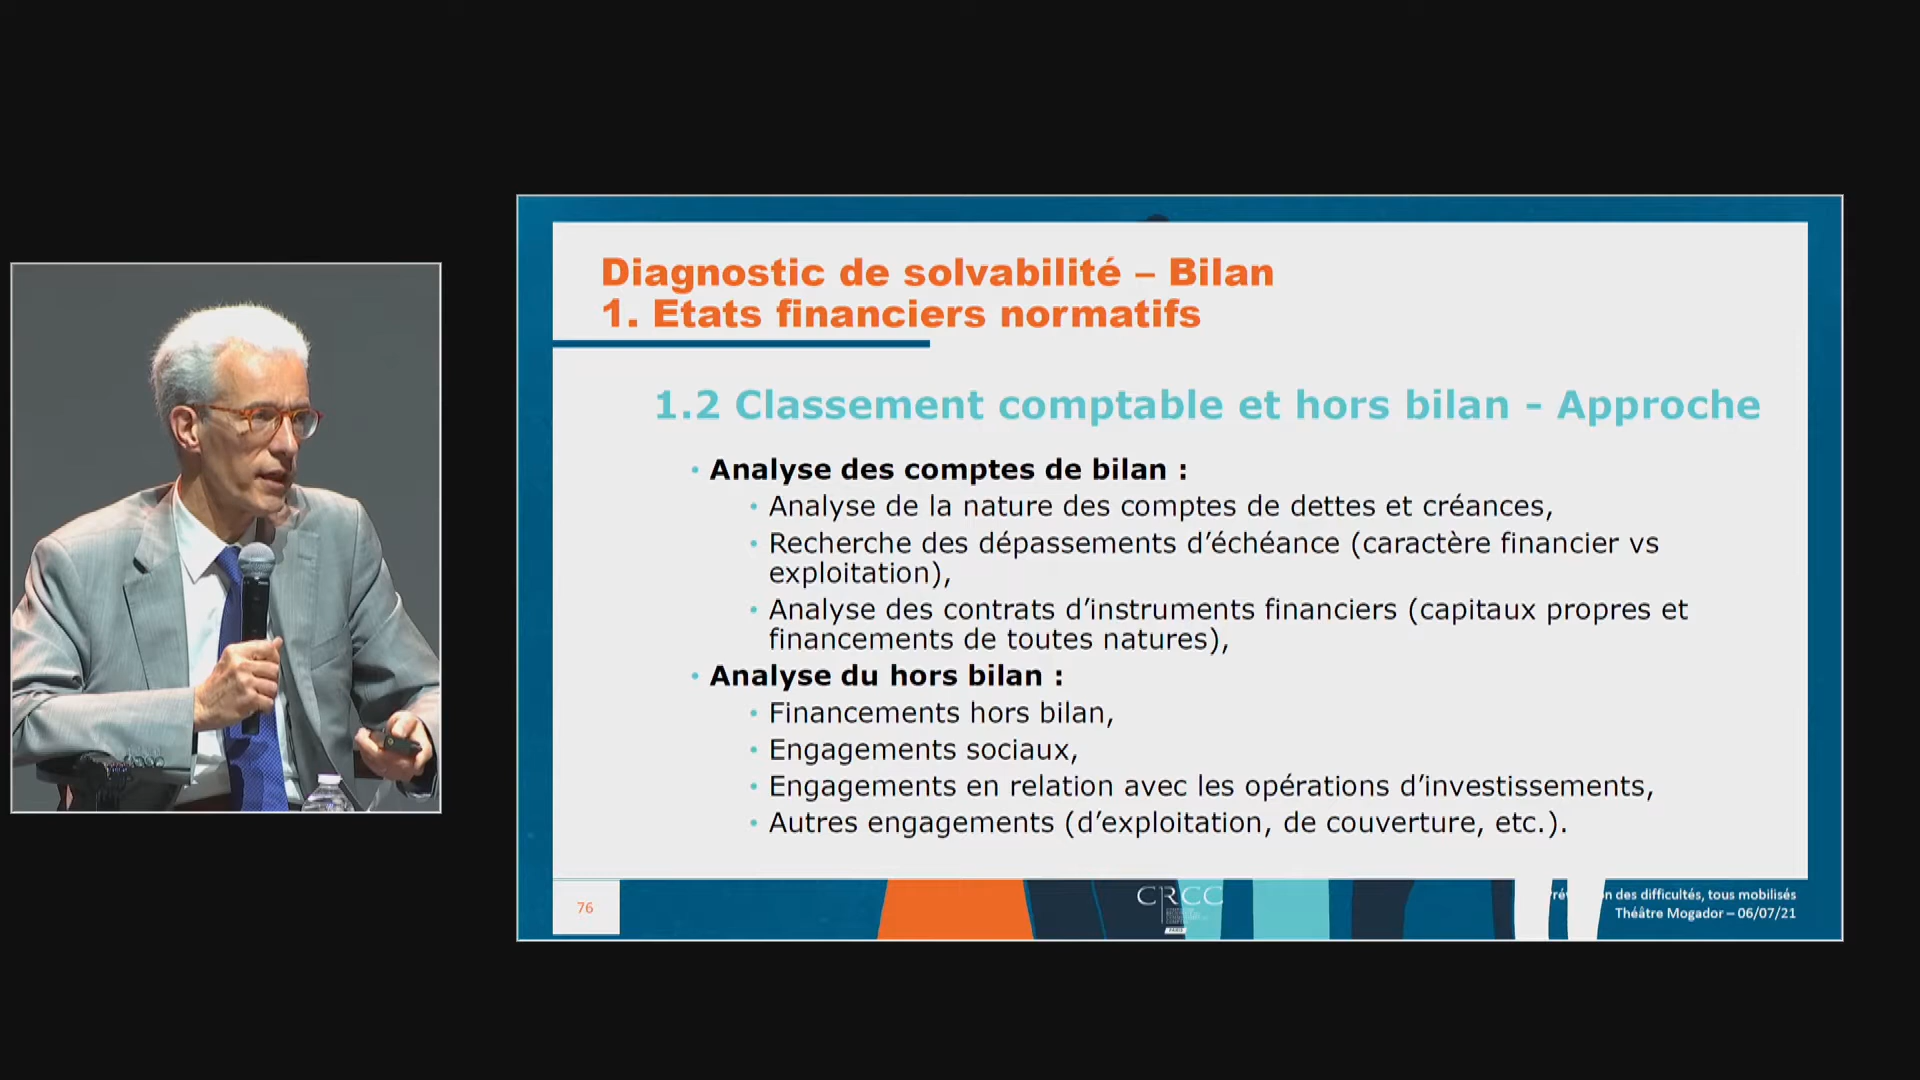 Diagnostic de solvabilité – Bilan
1. Etats financiers normatifs
1.2 Classement comptable et hors bilan - Approche
• Analyse des comptes de bilan :
• Analyse de la nature des comptes de dettes et créances,
• Recherche des dépassements d’échéance (caractère financier vs
exploitation),
• Analyse des contrats d’instruments financiers (capitaux propres et
financements de toutes natures),
• Analyse du hors bilan :
• Financements hors bilan,
• Engagements sociaux,
• Engagements en relation avec les opérations d’investissements,
• Autres engagements (d’exploitation, de couverture, etc.).
76
CRCC
PARIS
des difficultés, tous mobilisés
Théâtre Mogador – 06/07/21